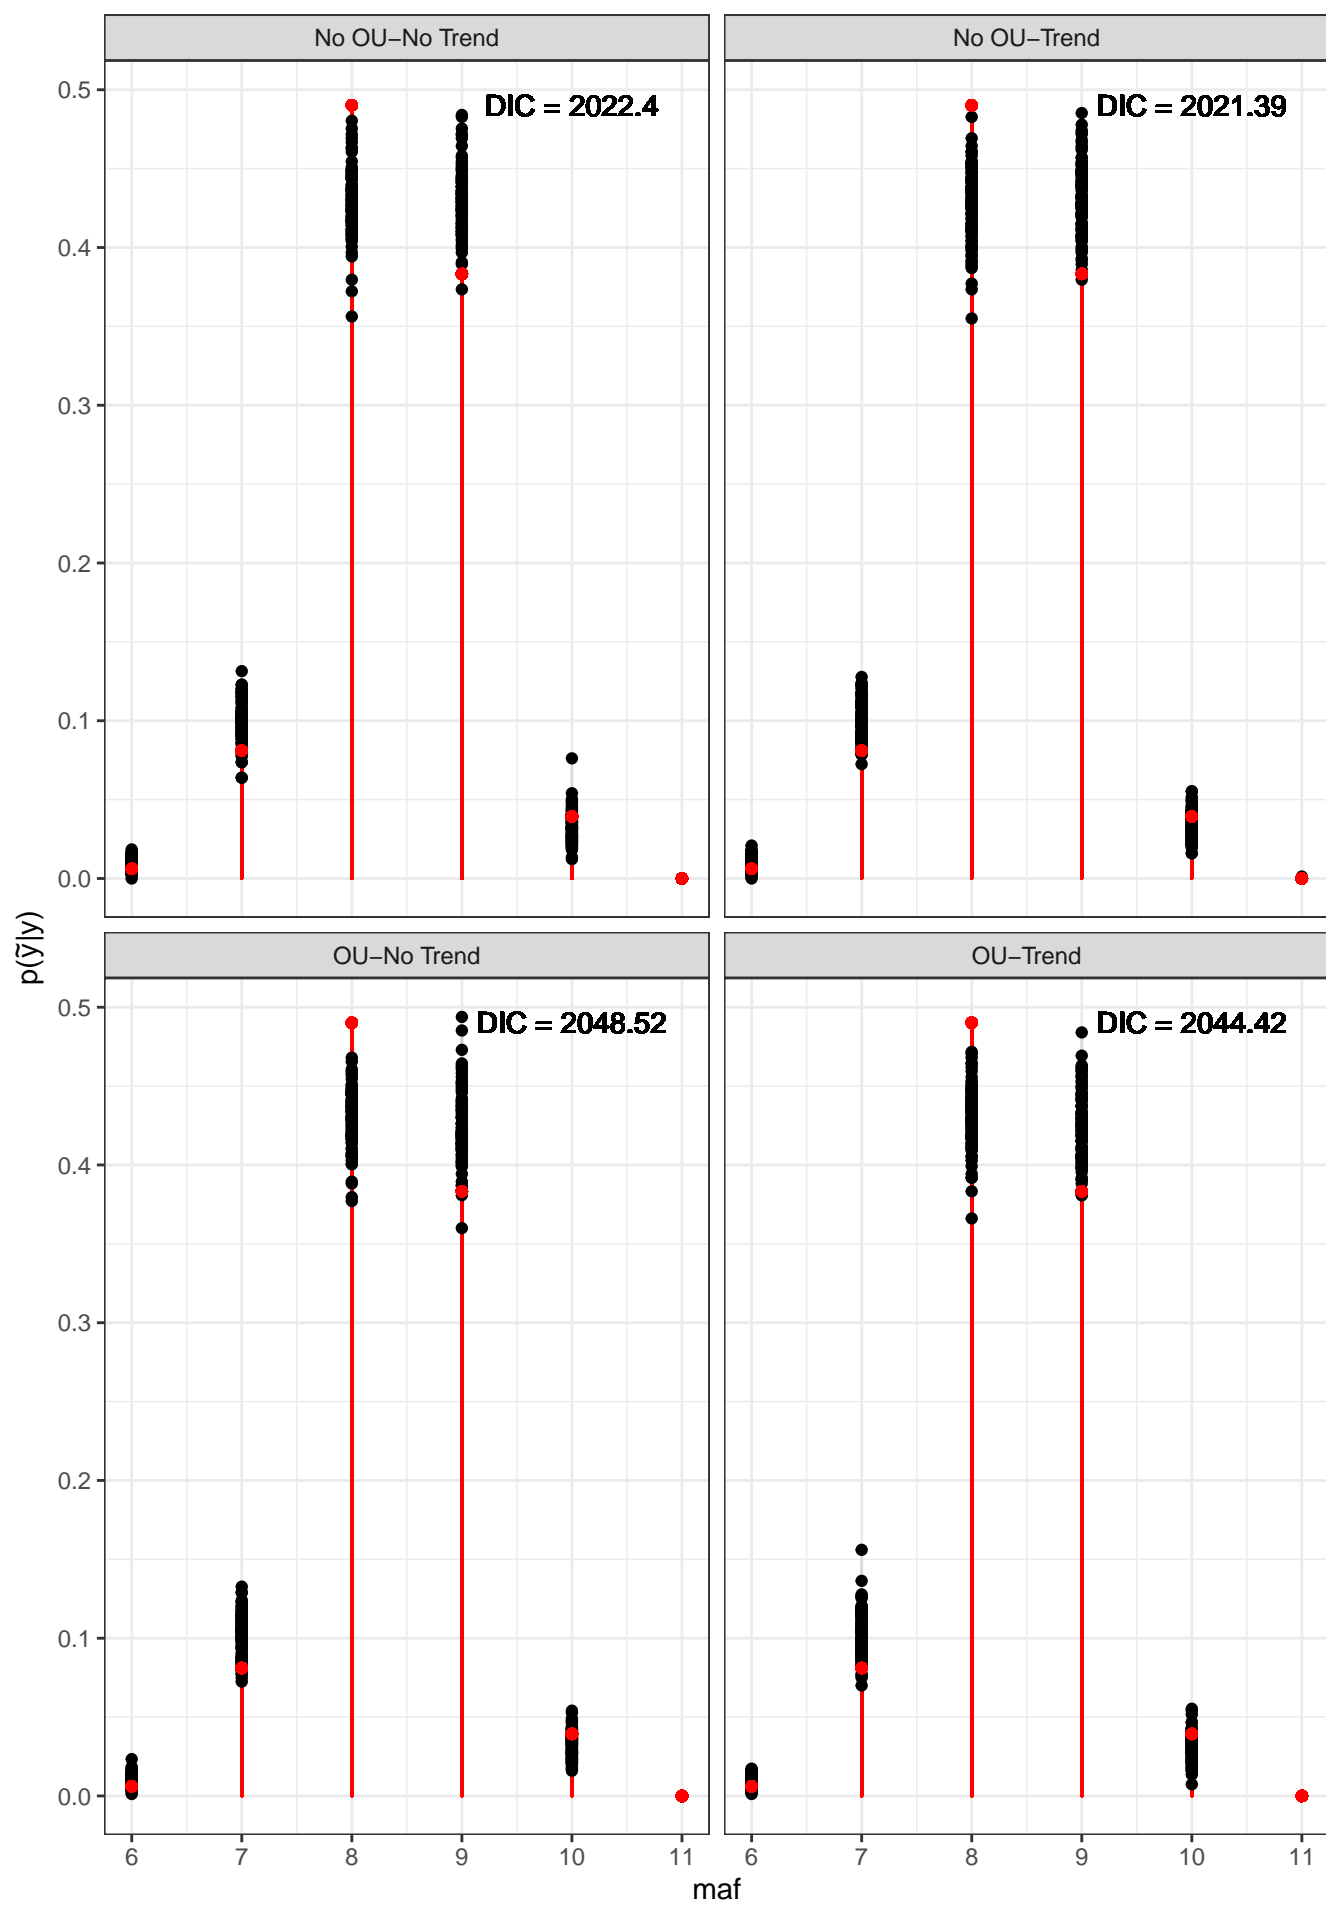 No OU–No Trend
No OU–Trend
DIC = 2022.4
DIC = 2021.39
0.5
0.4
0.3
0.2
0.1
0.0
OU–No Trend
OU–Trend
DIC = 2048.52
DIC = 2044.42
0.5
0.4
0.3
0.2
0.1
0.0
p(ỹ|y)
6 7 8 9 10 11
6 7 8 9 10 11
maf